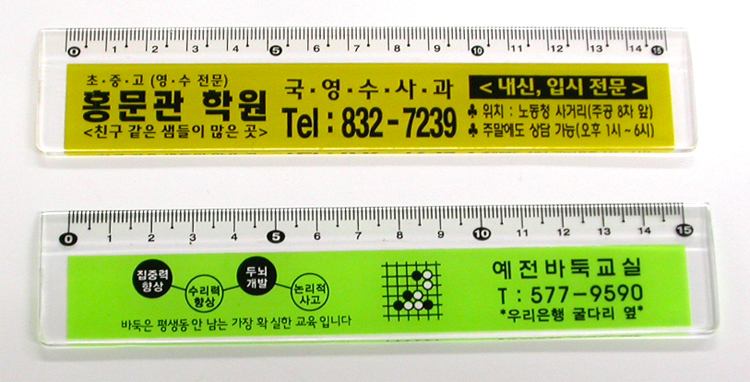 0 1 2 3 4 5 6 7 8 9 10 11 12 13 14 15
초·중·고 (영·수 전문)
홍문관 학원
<친구 같은 샘들이 많은 곳>
국·영·수·사·과
Tel : 832-7239
<내신, 입시 전문>
♣ 위치 : 노동청 사거리(주공 8차 앞)
♣ 주말에도 상담 가능(오후 1시~6시)
0 1 2 3 4 5 6 7 8 9 10 11 12 13 14 15
집중력
향상
수리력
향상
두뇌
개발
논리적
사고
바둑은 평생동안 남는 가장 확실한 교육입니다
예전바둑교실
T : 577-9590
*우리은행 굴다리 옆*